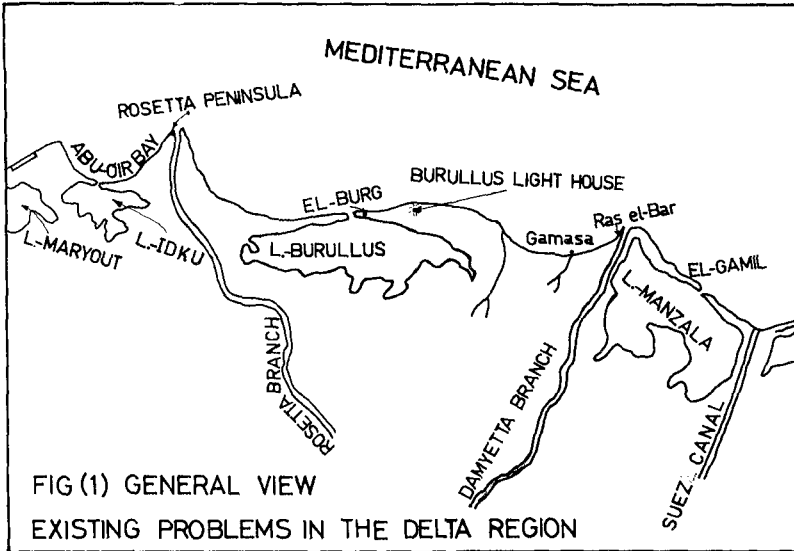 MEDITERRANEAN SEA
ROSETTA PENINSULA
ABU-QIR BAY
EL-BURG
BURULLUS LIGHT HOUSE
Ras el-Bar
Gamasa
L.-MARYOUT
L.-IDKU
L.-BURULLUS
EL-GAMIL
L.-MANZALA
ROSETTA BRANCH
DAMYETTA BRANCH
SUEZ CANAL
FIG (1) GENERAL VIEW
EXISTING PROBLEMS IN THE DELTA REGION